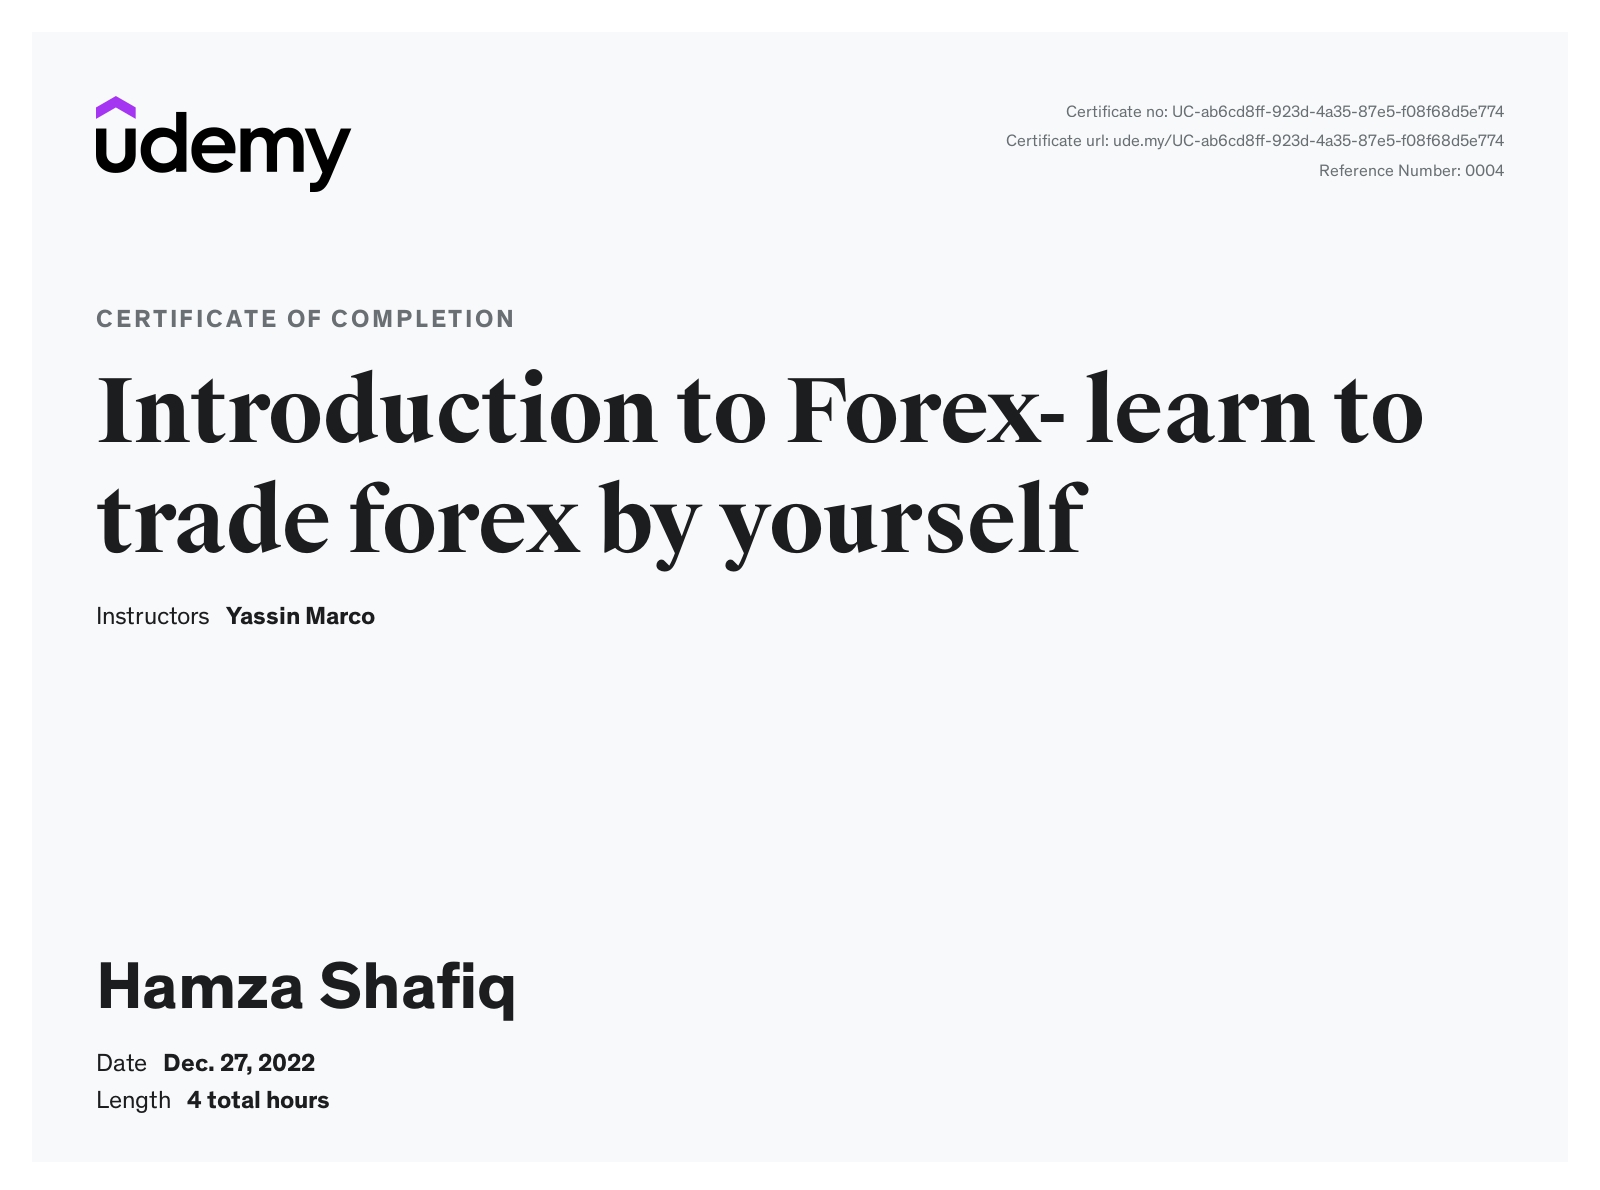 udemy
Certificate no: UC-ab6cd8ff-923d-4a35-87e5-f08f68d5e774
Certificate url: ude.my/UC-ab6cd8ff-923d-4a35-87e5-f08f68d5e774
Reference Number: 0004
CERTIFICATE OF COMPLETION
Introduction to Forex- learn to
trade forex by yourself
Instructors Yassin Marco
Hamza Shafiq
Date Dec. 27, 2022
Length 4 total hours